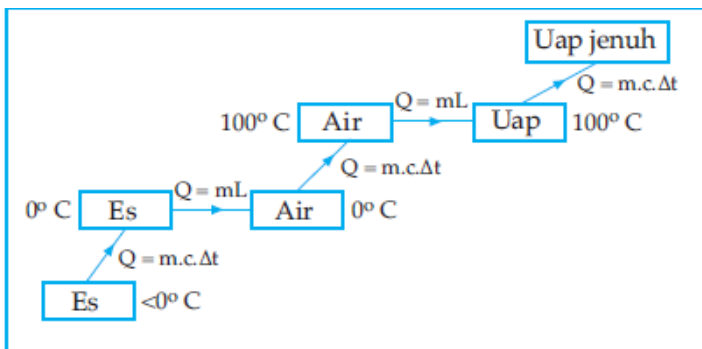 Uap jenuh
Q = m.c.Δt
Q = mL
100º C Air Uap 100º C
Q = m.c.Δt
Q = mL
0º C Es Air 0º C
Q = m.c.Δt
Es <0º C